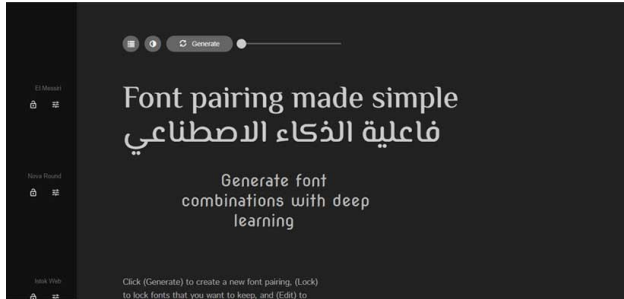 Generate
El Messiri
Font pairing made simple
فاعلية الذكاء الاصطناعي
Nova Round
Generate font
combinations with deep
learning
Intuk Web
Click (Generate) to create a new font pairing, (Lock)
to lock fonts that you want to keep, and (Edit) to